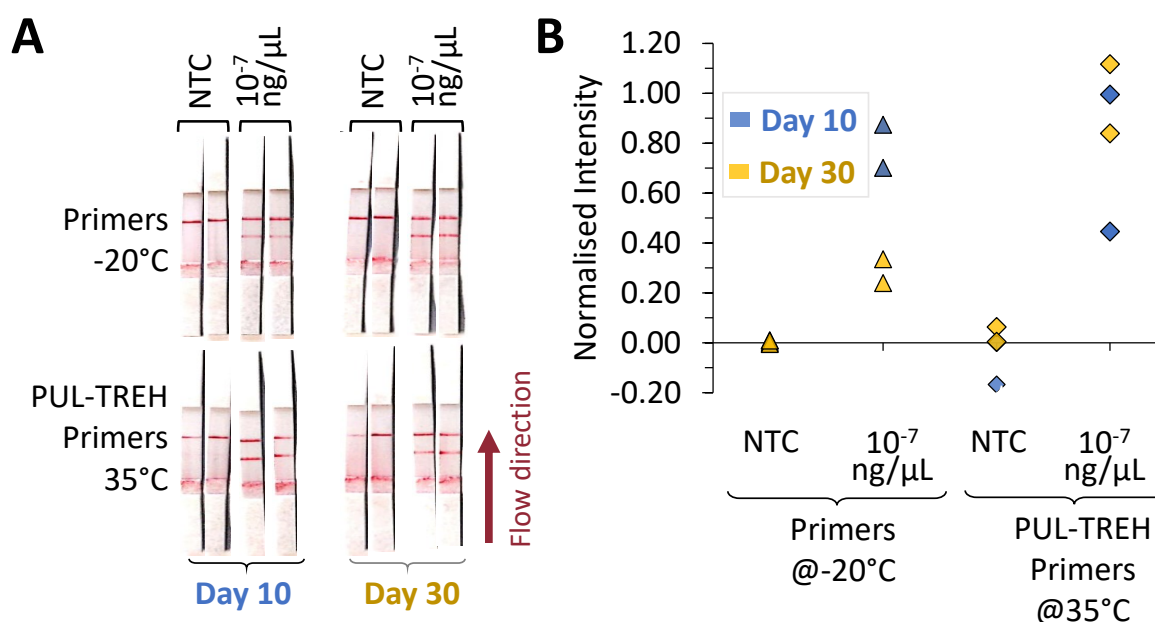 A
NTC
10⁻⁷
ng/µL
NTC
10⁻⁷
ng/µL
Primers
-20°C
PUL-TREH
Primers
35°C
Flow direction
Day 10
Day 30
B
Normalised Intensity
1.20
1.00
0.80
0.60
0.40
0.20
0.00
-0.20
Day 10
Day 30
NTC
10⁻⁷
ng/µL
NTC
10⁻⁷
ng/µL
Primers
@-20°C
PUL-TREH
Primers
@35°C